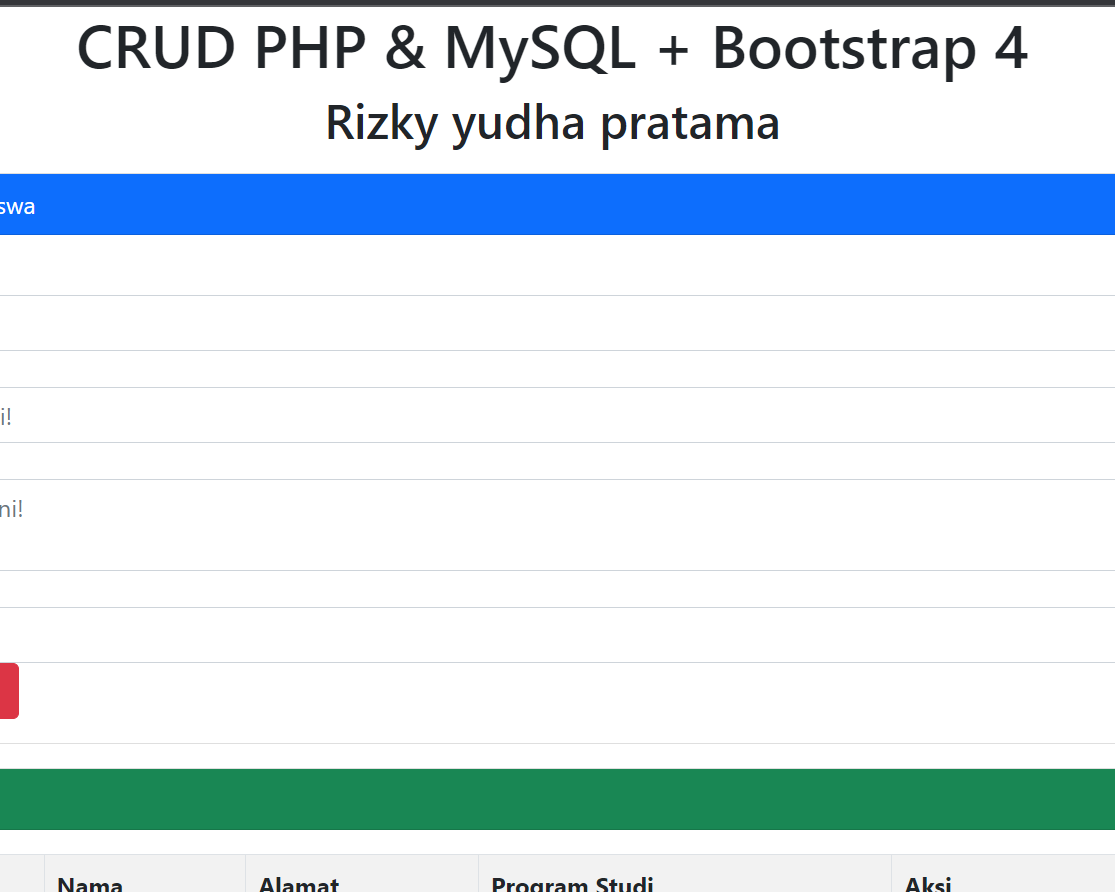 CRUD PHP & MySQL + Bootstrap 4
Rizky yudha pratama
swa
i!
ni!
Nama Alamat Program Studi Aksi